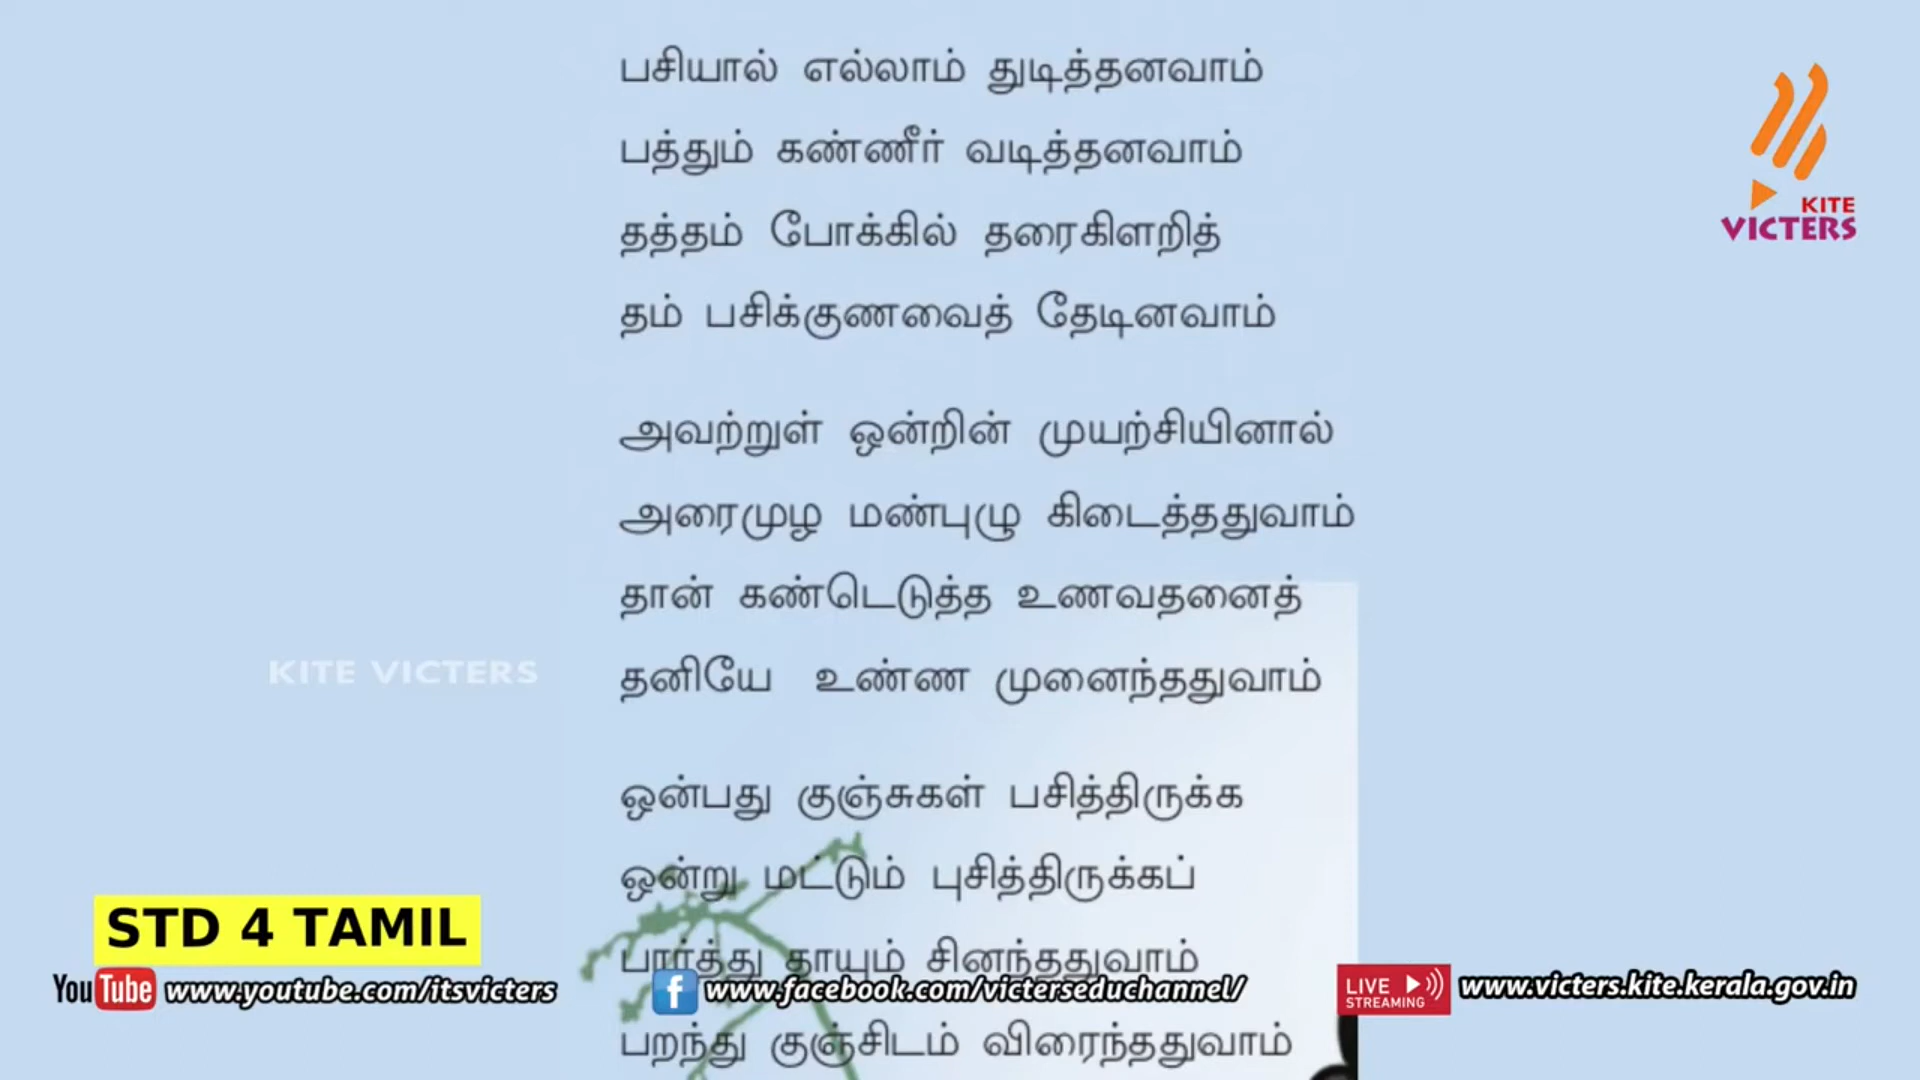 பசியால் எல்லாம் துடித்தனவாம்
பத்தும் கண்ணீர் வடித்தனவாம்
தத்தம் போக்கில் தரைகிளறித்
தம் பசிக்குணவைத் தேடினவாம்
அவற்றுள் ஒன்றின் முயற்சியினால்
அரைமுழ மண்புழு கிடைத்ததுவாம்
தான் கண்டெடுத்த உணவதனைத்
தனியே உண்ண முனைந்ததுவாம்
ஒன்பது குஞ்சுகள் பசித்திருக்க
ஒன்று மட்டும் புசித்திருக்கப்
பார்த்து தாயும் சினந்ததுவாம்
பறந்து குஞ்சிடம் விரைந்ததுவாம்
KITE
VICTERS
KITE VICTERS
STD 4 TAMIL
YouTube www.youtube.com/itsvicters
f www.facebook.com/victerseduchannel/
LIVE
STREAMING
www.victers.kite.kerala.gov.in